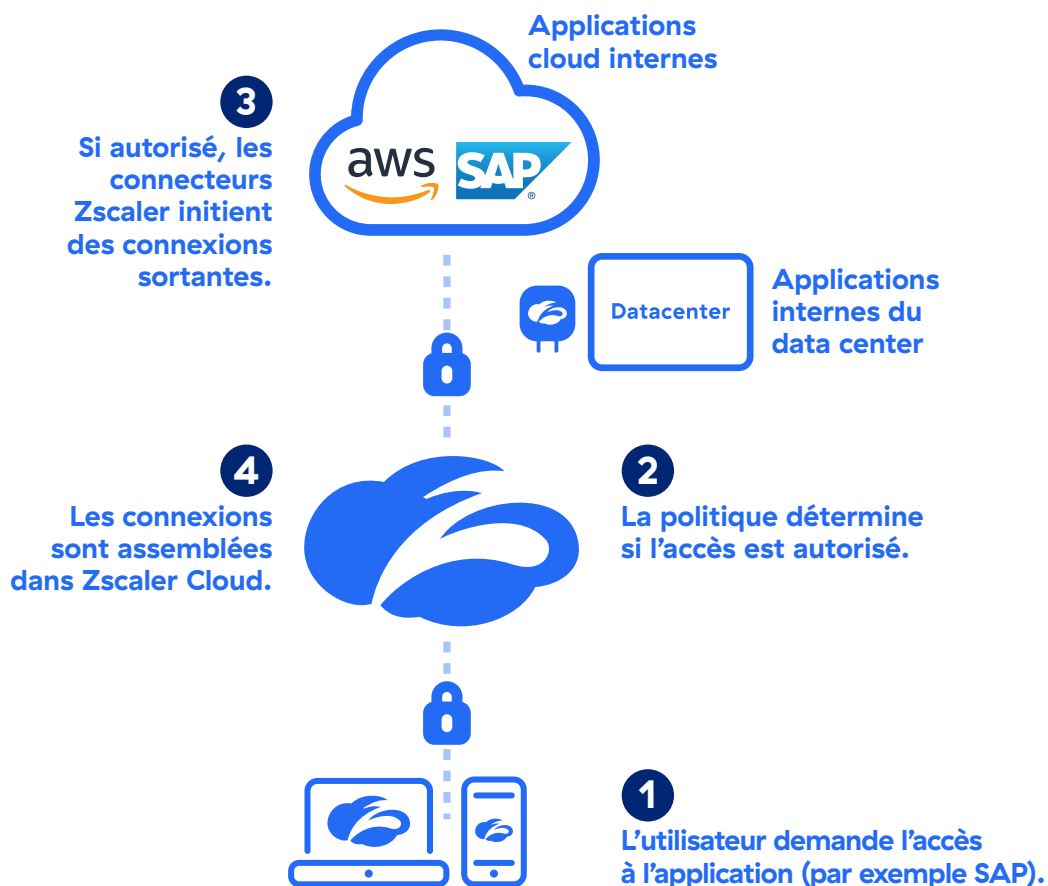 Applications
cloud internes
3
Si autorisé, les
connecteurs
Zscaler initient
des connexions
sortantes.
aws
SAP
®
Datacenter
Applications
internes du
data center
4
Les connexions
sont assemblées
dans Zscaler Cloud.
2
La politique détermine
si l’accès est autorisé.
1
L’utilisateur demande l’accès
à l’application (par exemple SAP).